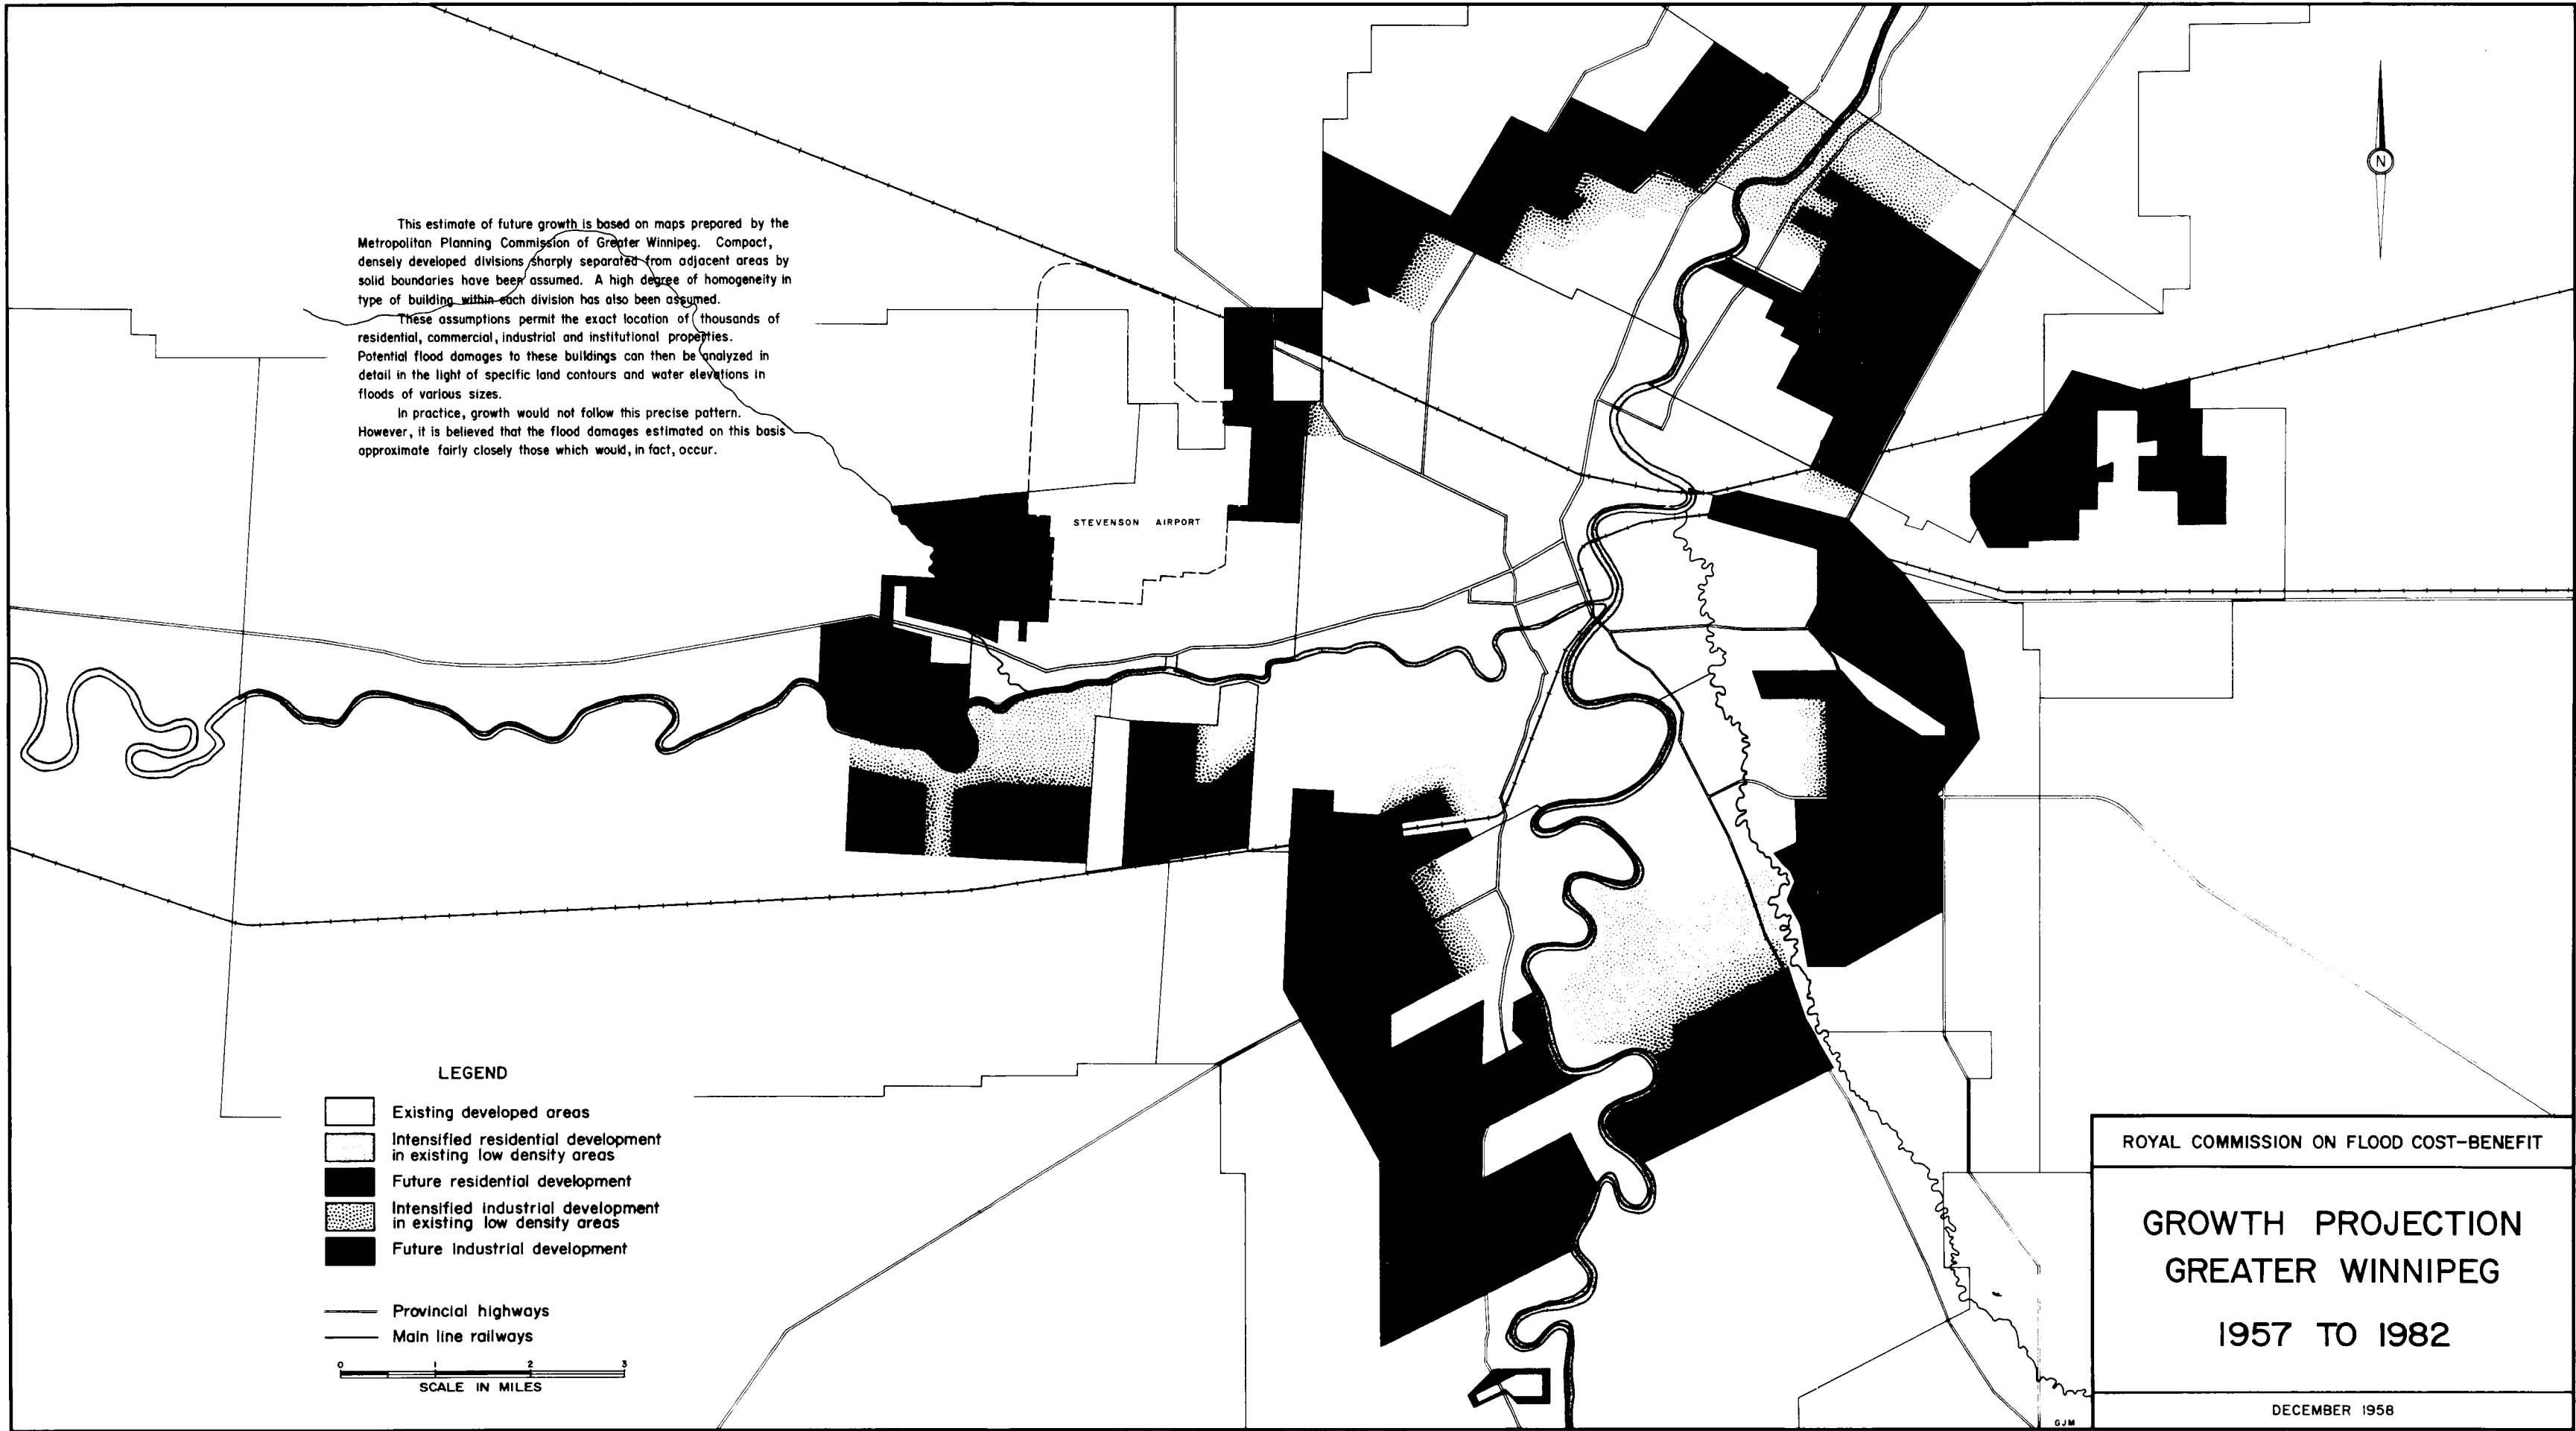 This estimate of future growth is based on maps prepared by the
Metropolitan Planning Commission of Greater Winnipeg. Compact,
densely developed divisions sharply separated from adjacent areas by
solid boundaries have been assumed. A high degree of homogeneity in
type of building within each division has also been assumed.
These assumptions permit the exact location of thousands of
residential, commercial, industrial and institutional properties.
Potential flood damages to these buildings can then be analyzed in
detail in the light of specific land contours and water elevations in
floods of various sizes.
In practice, growth would not follow this precise pattern.
However, it is believed that the flood damages estimated on this basis
approximate fairly closely those which would, in fact, occur.
N
STEVENSON AIRPORT
LEGEND
Existing developed areas
Intensified residential development
in existing low density areas
Future residential development
Intensified industrial development
in existing low density areas
Future industrial development
Provincial highways
Main line railways
0 1 2 3
SCALE IN MILES
ROYAL COMMISSION ON FLOOD COST-BENEFIT
GROWTH PROJECTION
GREATER WINNIPEG
1957 TO 1982
DECEMBER 1958
GJM